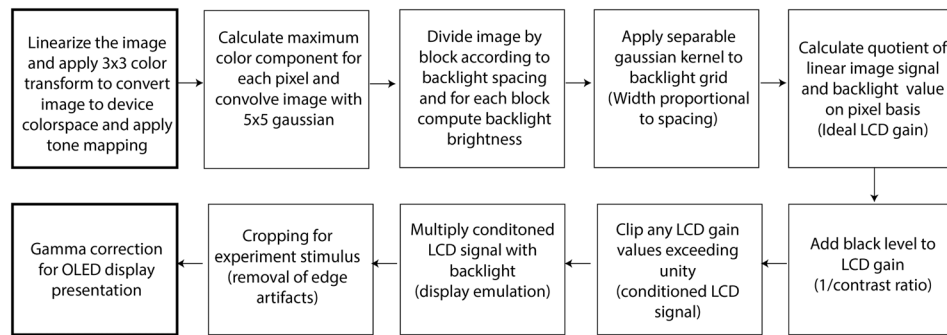 Linearize the image
and apply 3x3 color
transform to convert
image to device
colorspace and apply
tone mapping
Calculate maximum
color component for
each pixel and
convolve image with
5x5 gaussian
Divide image by
block according to
backlight spacing
and for each block
compute backlight
brightness
Apply separable
gaussian kernel to
backlight grid
(Width proportional
to spacing)
Calculate quotient of
linear image signal
and backlight value
on pixel basis
(Ideal LCD gain)
Gamma correction
for OLED display
presentation
Cropping for
experiment stimulus
(removal of edge
artifacts)
Multiply conditoned
LCD signal with
backlight
(display emulation)
Clip any LCD gain
values exceeding
unity
(conditioned LCD
signal)
Add black level to
LCD gain
(1/contrast ratio)